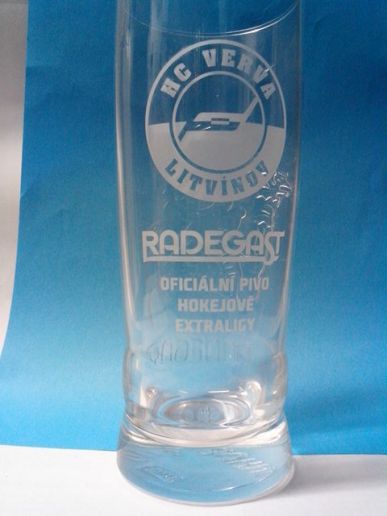 HC VERVA
LITVÍNOV
RADEGAST
OFICIÁLNÍ PIVO
HOKEJOVÉ
EXTRALIGY